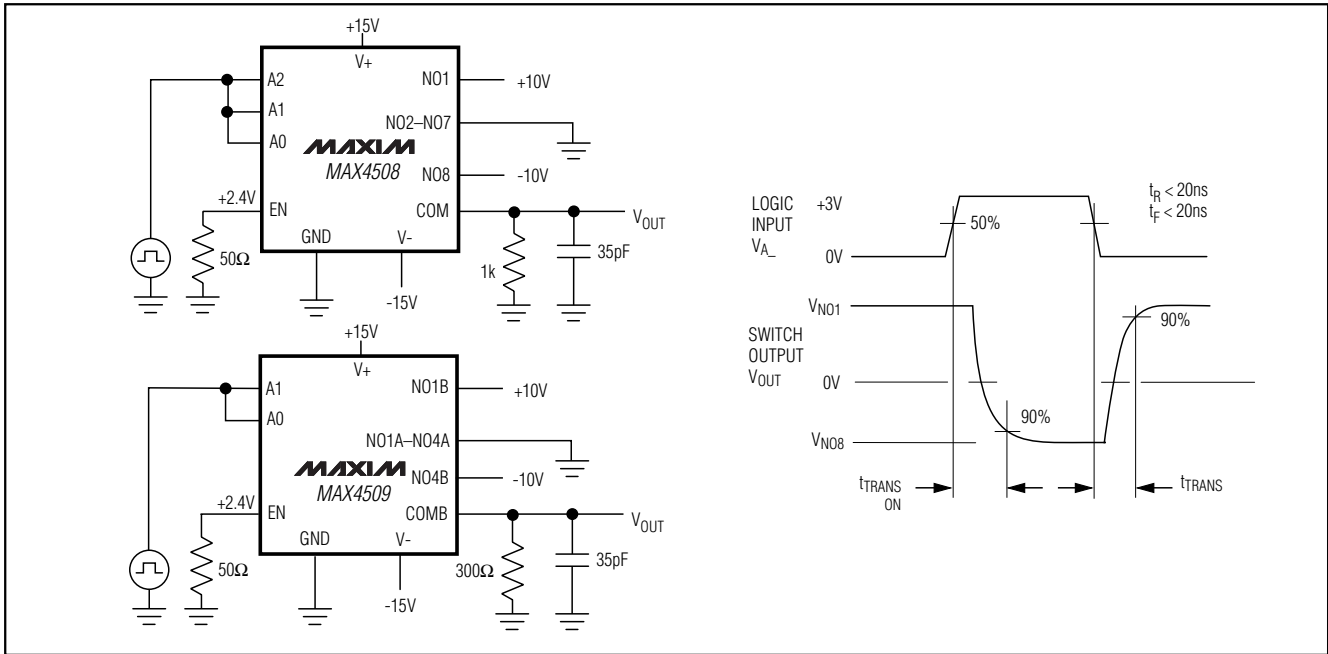 +15V
V+
A2
NO1
+10V
A1
NO2–NO7
A0
MAXIM
MAX4508
NO8
-10V
+2.4V
EN
COM
VOUT
GND
V-
50Ω
1k
35pF
-15V
+15V
V+
A1
NO1B
+10V
A0
NO1A–NO4A
MAXIM
MAX4509
NO4B
-10V
+2.4V
EN
COMB
VOUT
GND
V-
50Ω
300Ω
35pF
-15V
LOGIC
INPUT
VA_
+3V
50%
0V
tR < 20ns
tF < 20ns
VNO1
90%
SWITCH
OUTPUT
VOUT
0V
90%
VNO8
tTRANS
ON
tTRANS